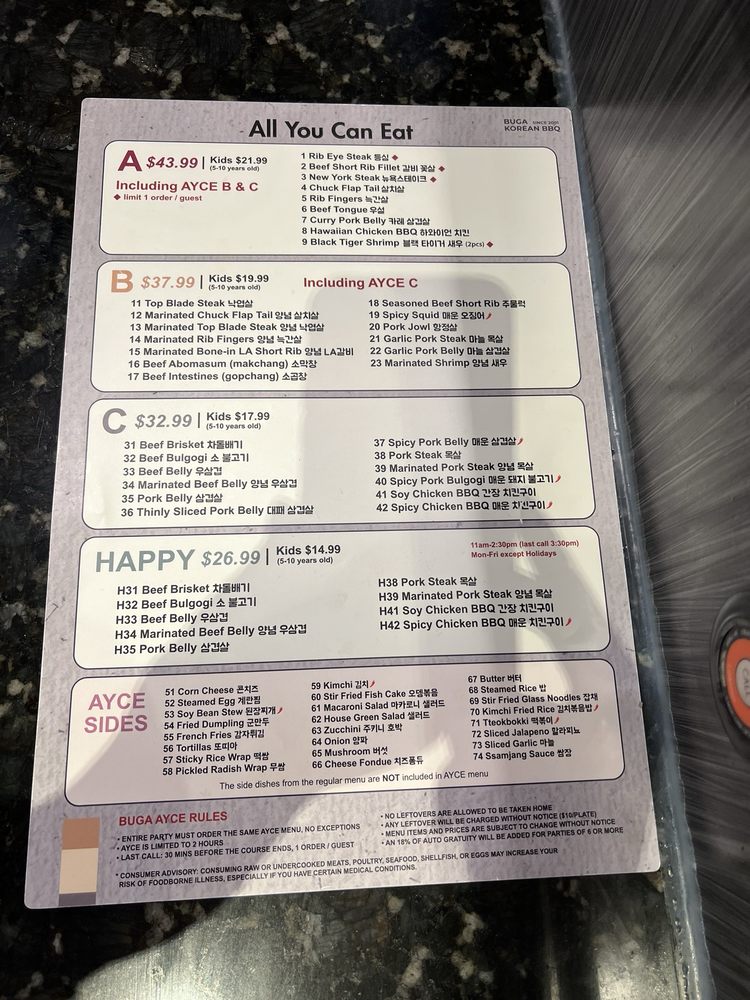 All You Can Eat
BUGA SINCE 2001
KOREAN BBQ
A $43.99 | Kids $21.99
(5-10 years old)
Including AYCE B & C
◆ limit 1 order / guest
1 Rib Eye Steak 등심 ◆
2 Beef Short Rib Fillet 갈비 꽃살 ◆
3 New York Steak 뉴욕스테이크 ◆
4 Chuck Flap Tail 살치살
5 Rib Fingers 늑간살
6 Beef Tongue 우설
7 Curry Pork Belly 카레 삼겹살
8 Hawaiian Chicken BBQ 하와이언 치킨
9 Black Tiger Shrimp 블랙 타이거 새우 (2pcs) ◆
B $37.99 | Kids $19.99
(5-10 years old)
Including AYCE C
11 Top Blade Steak 낙엽살
12 Marinated Chuck Flap Tail 양념 살치살
13 Marinated Top Blade Steak 양념 낙엽살
14 Marinated Rib Fingers 양념 늑간살
15 Marinated Bone-in LA Short Rib 양념 LA갈비
16 Beef Abomasum (makchang) 소막창
17 Beef Intestines (gopchang) 소곱창
18 Seasoned Beef Short Rib 주물럭
19 Spicy Squid 매운 오징어
20 Pork Jowl 항정살
21 Garlic Pork Steak 마늘 목살
22 Garlic Pork Belly 마늘 삼겹살
23 Marinated Shrimp 양념 새우
C $32.99 | Kids $17.99
(5-10 years old)
31 Beef Brisket 차돌배기
32 Beef Bulgogi 소 불고기
33 Beef Belly 우삼겹
34 Marinated Beef Belly 양념 우삼겹
35 Pork Belly 삼겹살
36 Thinly Sliced Pork Belly 대패 삼겹살
37 Spicy Pork Belly 매운 삼겹살
38 Pork Steak 목살
39 Marinated Pork Steak 양념 목살
40 Spicy Pork Bulgogi 매운 돼지 불고기
41 Soy Chicken BBQ 간장 치킨구이
42 Spicy Chicken BBQ 매운 치킨구이
HAPPY $26.99 | Kids $14.99
(5-10 years old)
11am-2:30pm (last call 3:30pm)
Mon-Fri except Holidays
H31 Beef Brisket 차돌배기
H32 Beef Bulgogi 소 불고기
H33 Beef Belly 우삼겹
H34 Marinated Beef Belly 양념 우삼겹
H35 Pork Belly 삼겹살
H38 Pork Steak 목살
H39 Marinated Pork Steak 양념 목살
H41 Soy Chicken BBQ 간장 치킨구이
H42 Spicy Chicken BBQ 매운 치킨구이
AYCE
SIDES
51 Corn Cheese 콘치즈
52 Steamed Egg 계란찜
53 Soy Bean Stew 된장찌개
54 Fried Dumpling 군만두
55 French Fries 감자튀김
56 Tortillas 또띠아
57 Sticky Rice Wrap 떡쌈
58 Pickled Radish Wrap 무쌈
59 Kimchi 김치
60 Stir Fried Fish Cake 오뎅볶음
61 Macaroni Salad 마카로니 샐러드
62 House Green Salad 샐러드
63 Zucchini 주키니 호박
64 Onion 양파
65 Mushroom 버섯
66 Cheese Fondue 치즈퐁듀
67 Butter 버터
68 Steamed Rice 밥
69 Stir Fried Glass Noodles 잡채
70 Kimchi Fried Rice 김치볶음밥
71 Tteokbokki 떡볶이
72 Sliced Jalapeno 할라피뇨
73 Sliced Garlic 마늘
74 Ssamjang Sauce 쌈장
The side dishes from the regular menu are NOT included in AYCE menu
BUGA AYCE RULES
• ENTIRE PARTY MUST ORDER THE SAME AYCE MENU, NO EXCEPTIONS
• AYCE IS LIMITED TO 2 HOURS
• LAST CALL: 30 MINS BEFORE THE COURSE ENDS, 1 ORDER / GUEST
• NO LEFTOVERS ARE ALLOWED TO BE TAKEN HOME
• ANY LEFTOVER WILL BE CHARGED WITHOUT NOTICE ($10/PLATE)
• MENU ITEMS AND PRICES ARE SUBJECT TO CHANGE WITHOUT NOTICE
• AN 18% OF AUTO GRATUITY WILL BE ADDED FOR PARTIES OF 6 OR MORE
* CONSUMER ADVISORY: CONSUMING RAW OR UNDERCOOKED MEATS, POULTRY, SEAFOOD, SHELLFISH, OR EGGS MAY INCREASE YOUR
RISK OF FOODBORNE ILLNESS, ESPECIALLY IF YOU HAVE CERTAIN MEDICAL CONDITIONS.